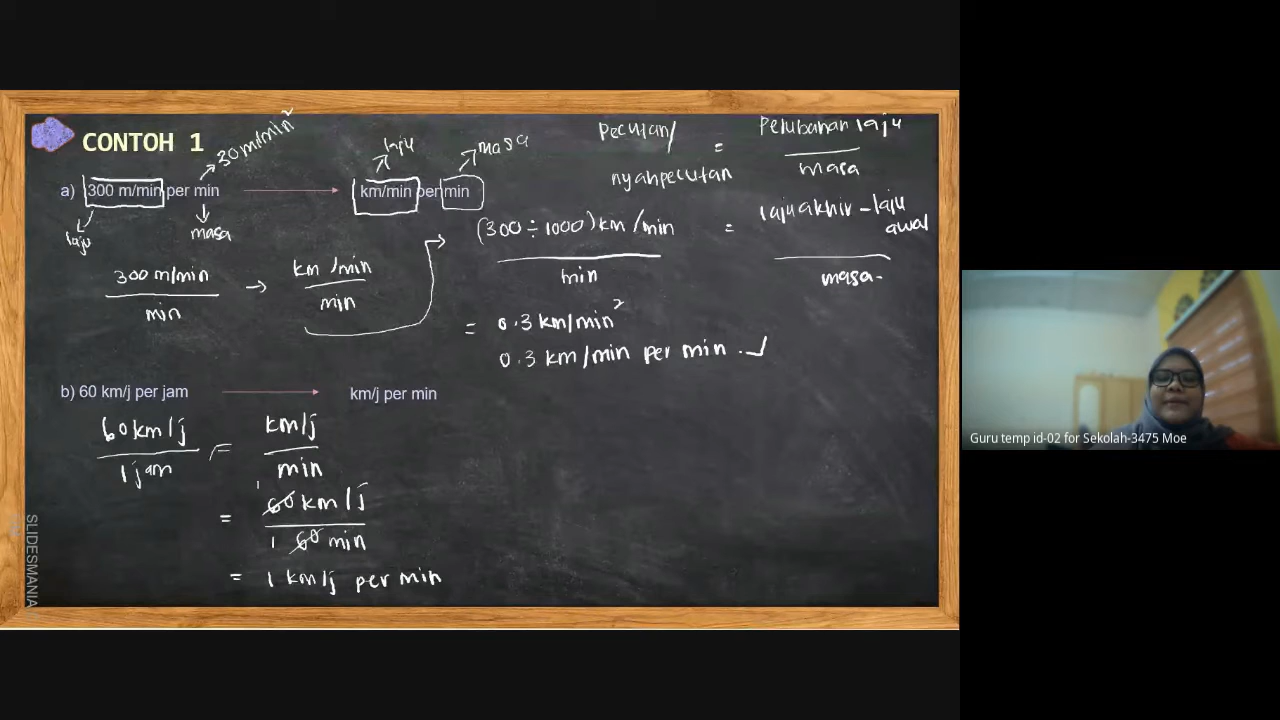 CONTOH 1
30 m/min²
a) 300 m/min per min
laju
masa
km/min per min
laju
masa
300 m/min
min
→ km/min
min
(300 ÷ 1000) km/min
min
= 0.3 km/min²
0.3 km/min per min.
Pecutan/
nyahpecutan
= Perubahan laju
masa
= laju akhir - laju
awal
masa
b) 60 km/j per jam
km/j per min
60 km/j
1 jam
= km/j
min
1
= 60 km/j
1 60 min
= 1 km/j per min
SLIDESMANIA
Guru temp id-02 for Sekolah-3475 Moe